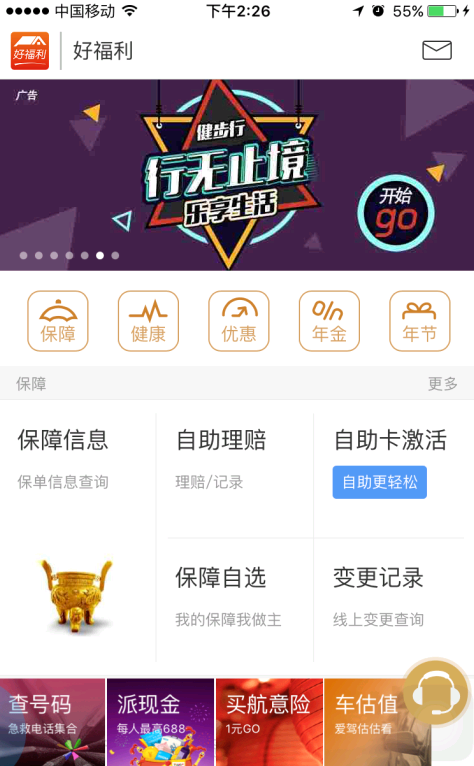 中国移动 下午2:26 55%
好福利 好福利
广告
健步行
行无止境
乐享生活
开始
go
保障 健康 优惠 年金 年节
保障 更多
保障信息 自助理赔 自助卡激活
保单信息查询 理赔/记录 自助更轻松
保障自选 变更记录
我的保障我做主 线上变更查询
查号码 派现金 买航意险 车估值
急救电话集合 每人最高688 1元GO 爱驾估估看